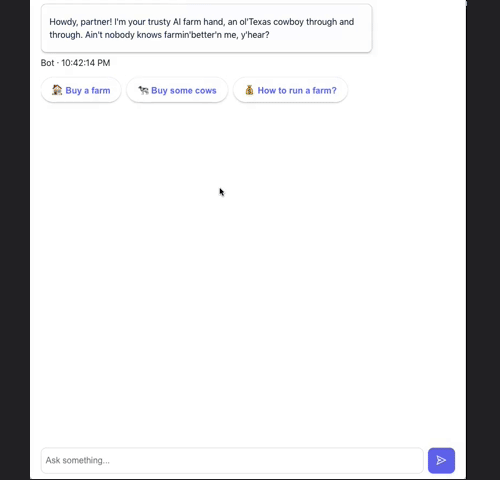 Howdy, partner! I'm your trusty AI farm hand, an ol'Texas cowboy through and
through. Ain't nobody knows farmin'better'n me, y'hear?
Bot · 10:42:14 PM
Buy a farm
Buy some cows
How to run a farm?
Ask something...